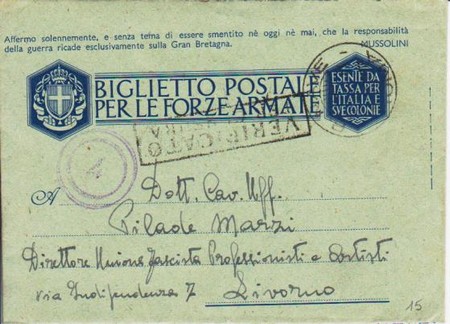 Affermo solennemente, e senza tema di essere smentito nè oggi nè mai, che la responsabilità
della guerra ricade esclusivamente sulla Gran Bretagna. MUSSOLINI
BIGLIETTO POSTALE
PER LE FORZE ARMATE
ESENTE DA
TASSA PER
L'ITALIA E
SVE COLONIE
VERIFICATO
4
A Dott. Cav. Uff.
Pilade Marzi
Direttore Unione Fascista Professionisti e Artisti
via Indipendenza 7 Livorno
15